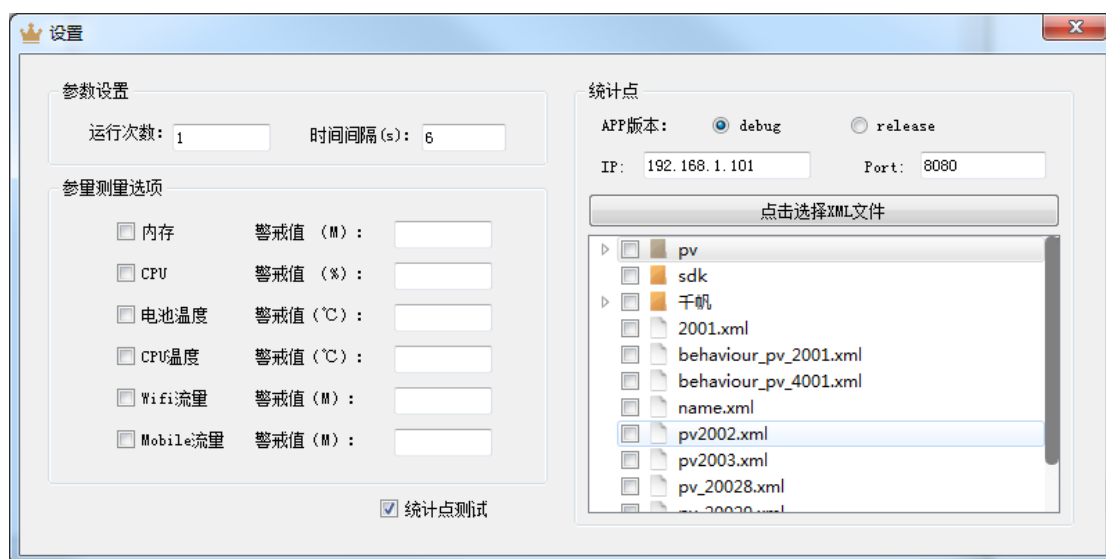 设置
参数设置
运行次数: 1 时间间隔(s): 6
参量测量选项
内存 警戒值 (M):
CPU 警戒值 (%):
电池温度 警戒值(℃):
CPU温度 警戒值(℃):
Wifi流量 警戒值(M):
Mobile流量 警戒值(M):
统计点测试
统计点
APP版本: debug release
IP: 192.168.1.101 Port: 8080
点击选择XML文件
pv
sdk
千帆
2001.xml
behaviour_pv_2001.xml
behaviour_pv_4001.xml
name.xml
pv2002.xml
pv2003.xml
pv_20028.xml